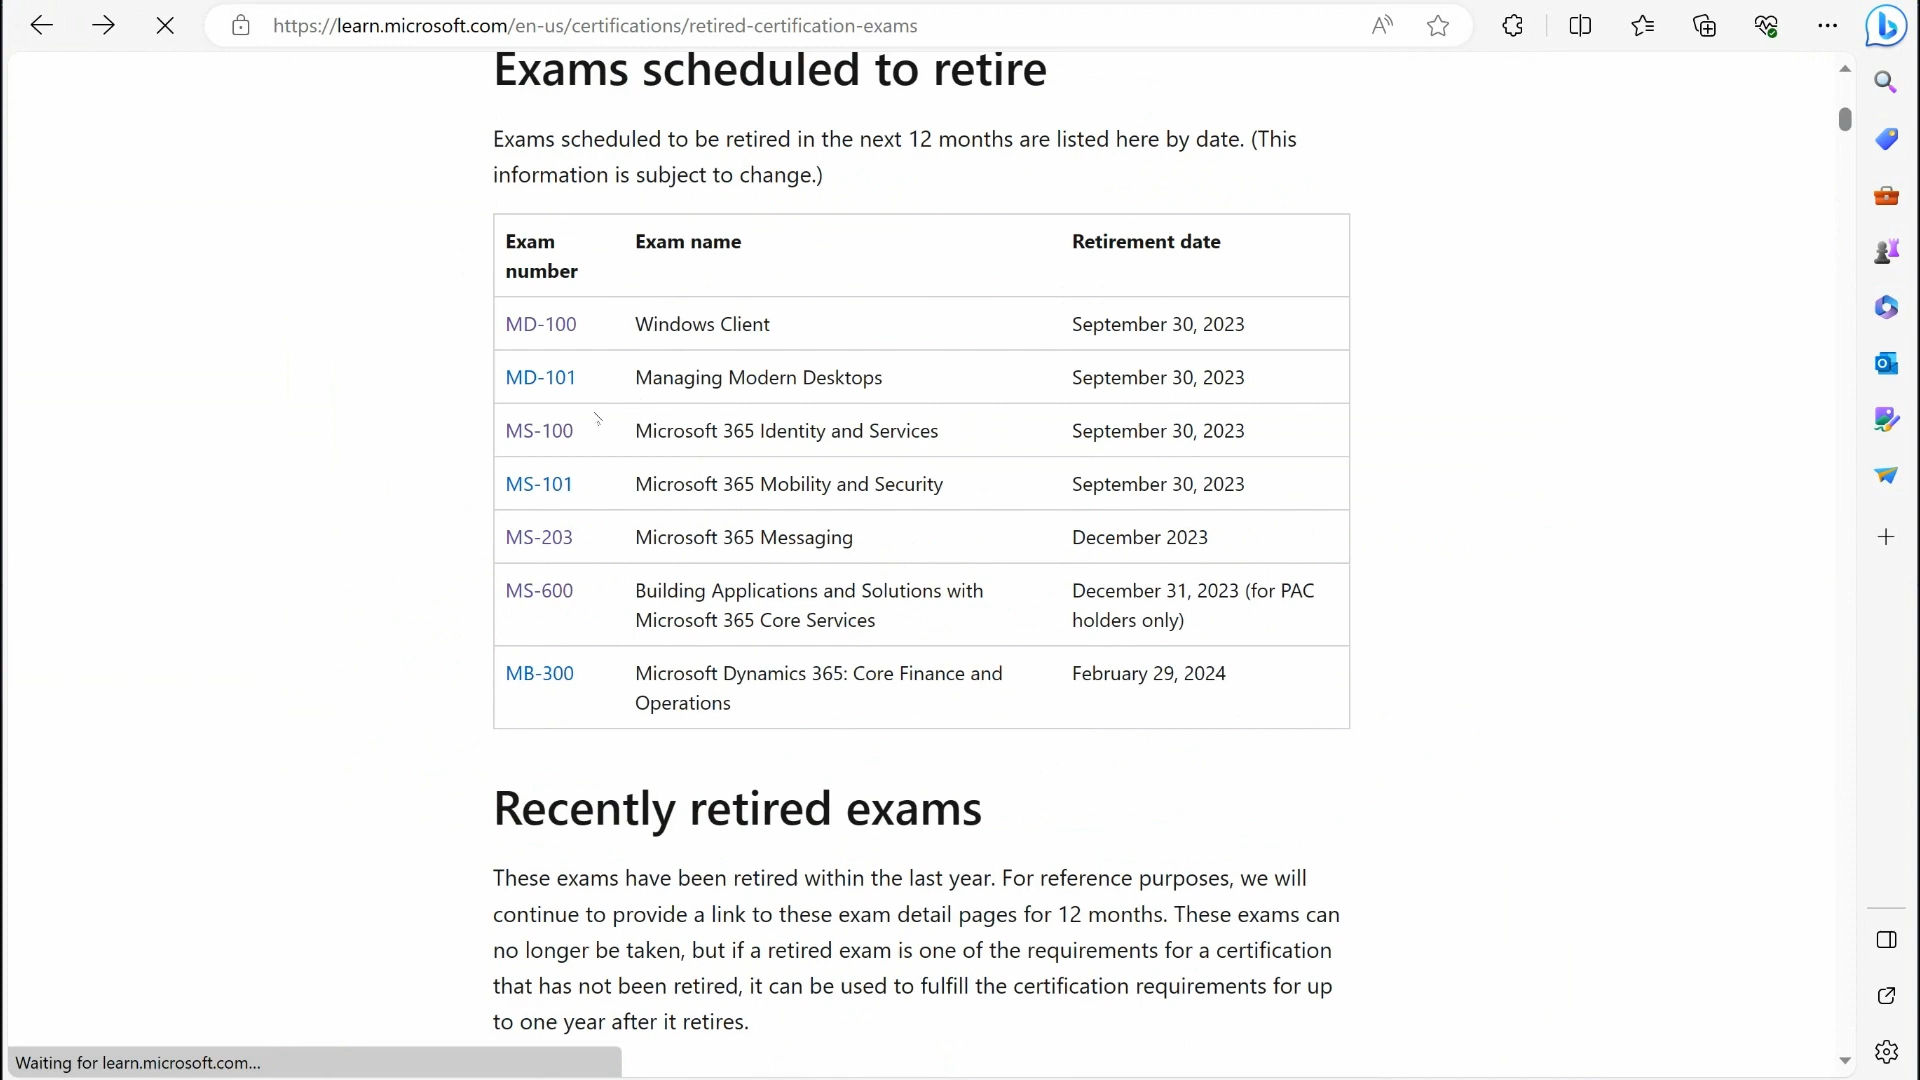 https://learn.microsoft.com/en-us/certifications/retired-certification-exams
Exams scheduled to retire
Exams scheduled to be retired in the next 12 months are listed here by date. (This
information is subject to change.)
Exam number Exam name Retirement date
MD-100 Windows Client September 30, 2023
MD-101 Managing Modern Desktops September 30, 2023
MS-100 Microsoft 365 Identity and Services September 30, 2023
MS-101 Microsoft 365 Mobility and Security September 30, 2023
MS-203 Microsoft 365 Messaging December 2023
MS-600 Building Applications and Solutions with December 31, 2023 (for PAC
Microsoft 365 Core Services holders only)
MB-300 Microsoft Dynamics 365: Core Finance and February 29, 2024
Operations
Recently retired exams
These exams have been retired within the last year. For reference purposes, we will
continue to provide a link to these exam detail pages for 12 months. These exams can
no longer be taken, but if a retired exam is one of the requirements for a certification
that has not been retired, it can be used to fulfill the certification requirements for up
to one year after it retires.
Waiting for learn.microsoft.com...